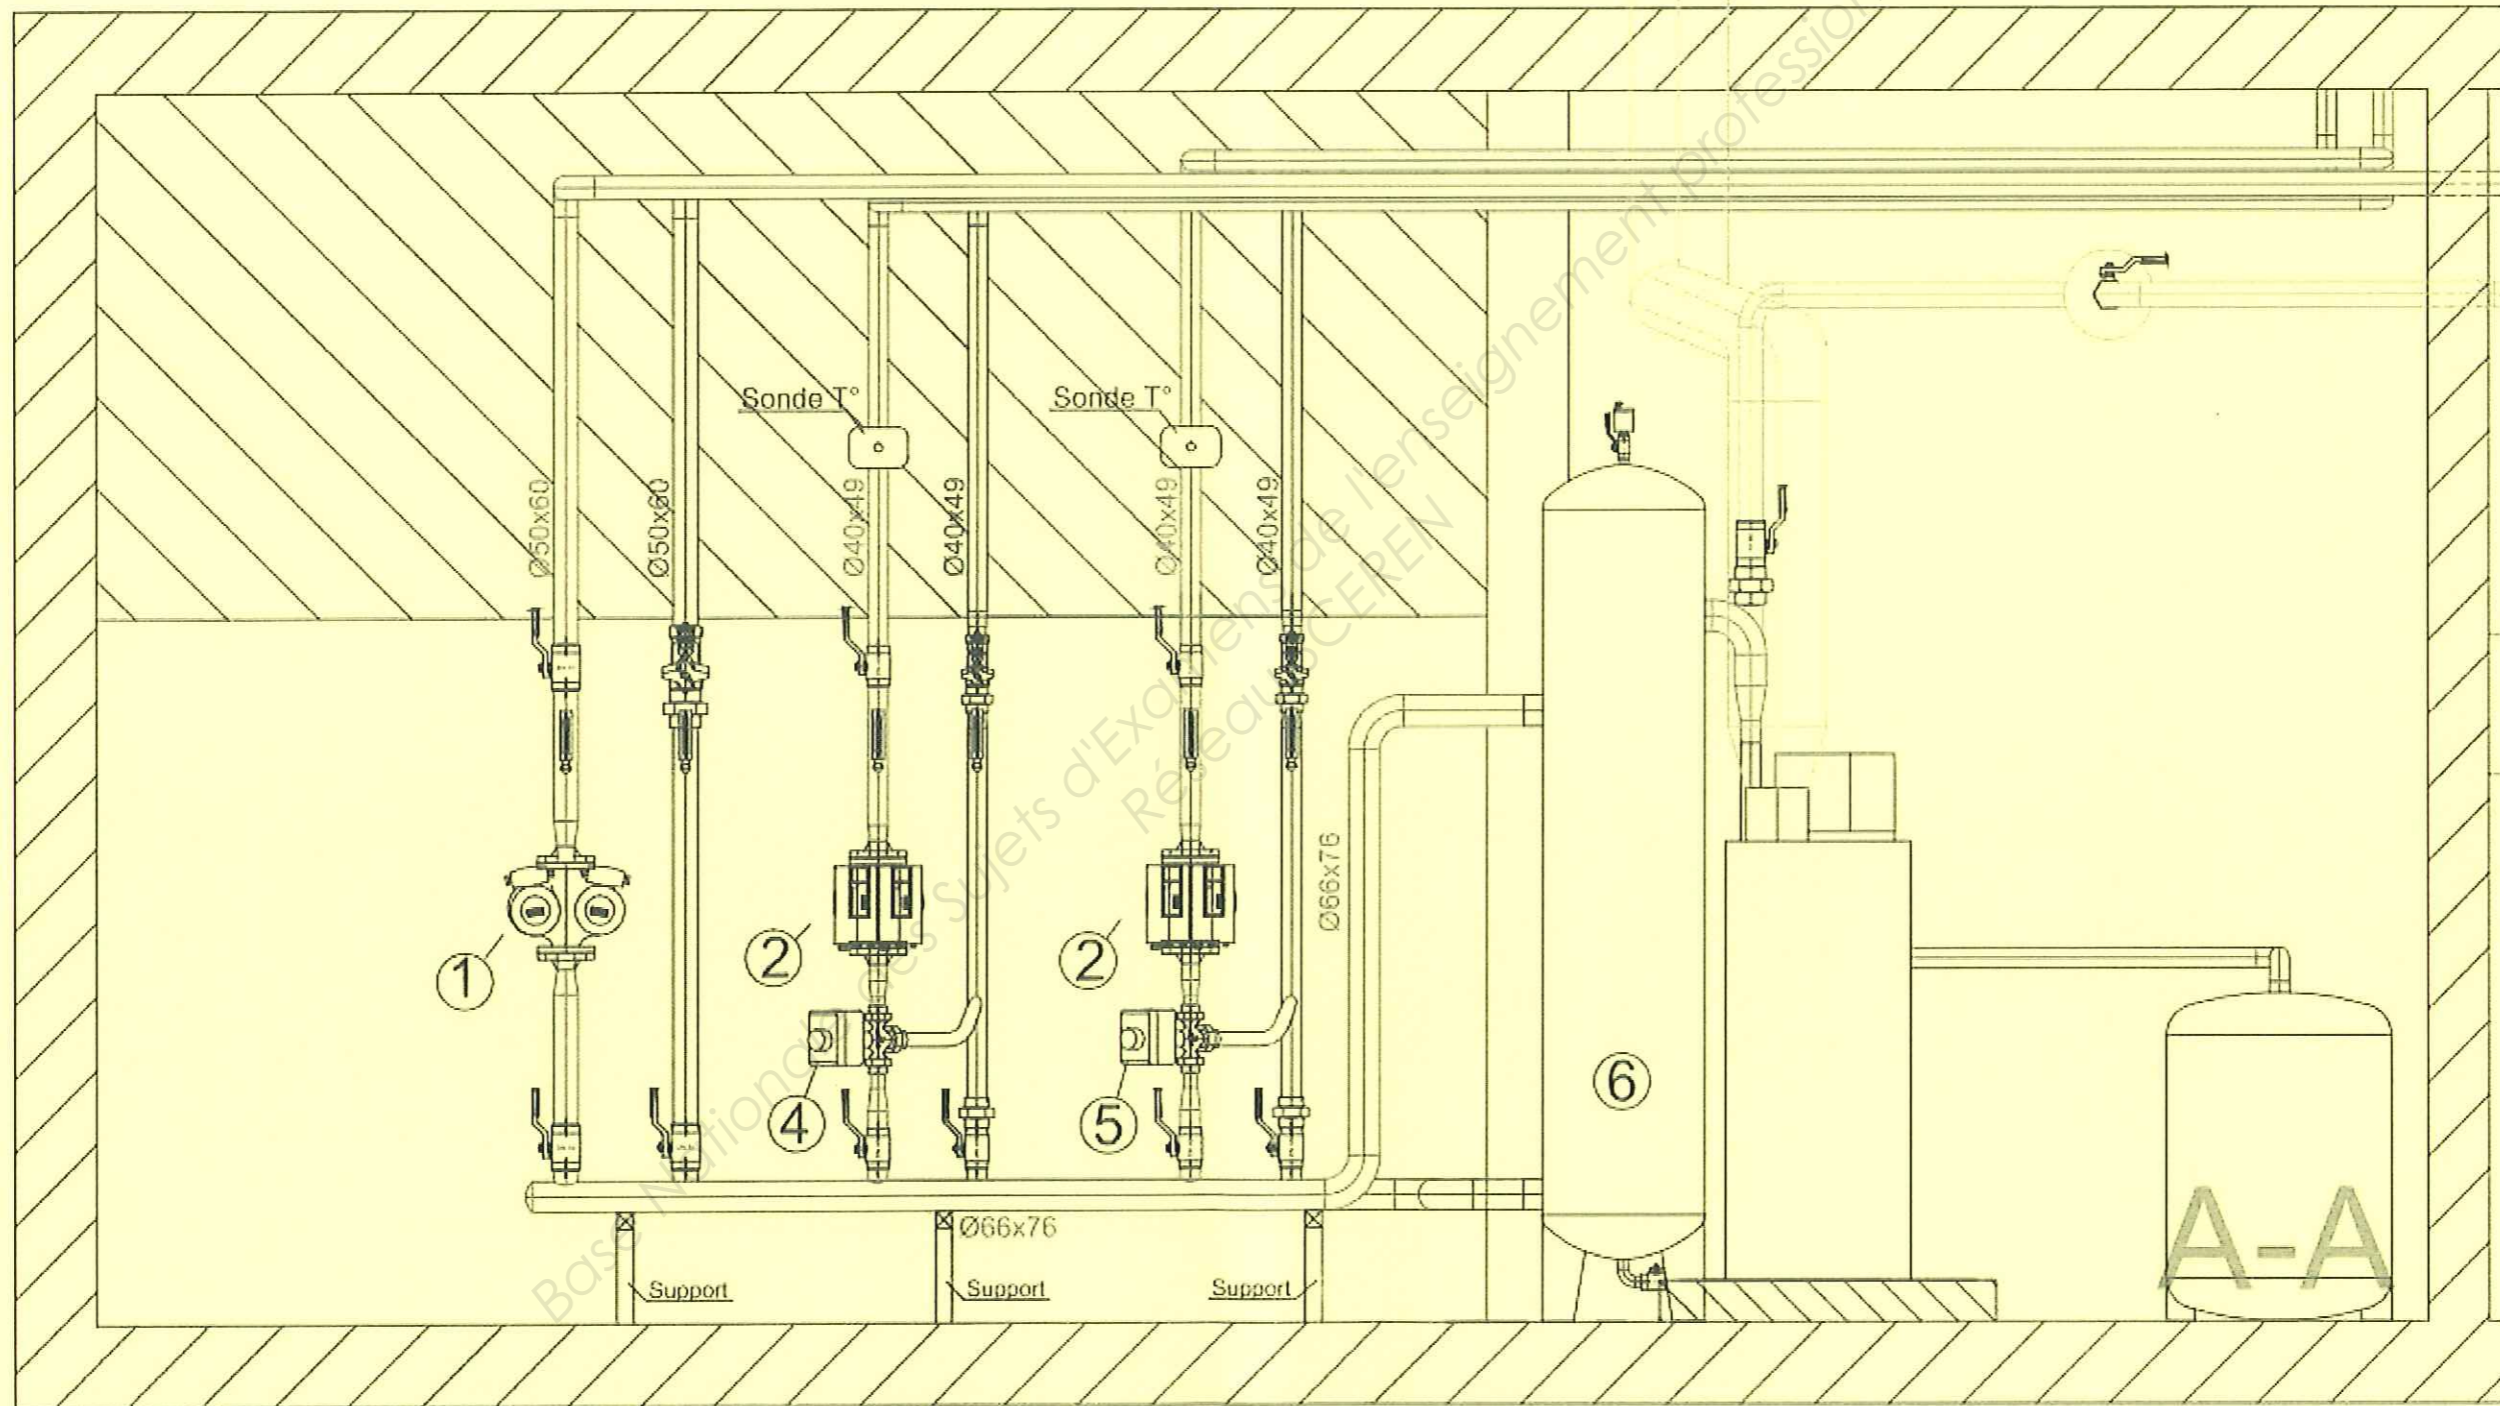 Sonde T°
Sonde T°
Ø50x60
Ø50x60
Ø40x49
Ø40x49
Ø40x49
Ø40x49
Ø66x76
1
2
2
4
5
6
Ø66x76
Support
Support
Support
A-A
Base Nationale des Sujets d'Examens de l'enseignement professionnel
Réseau SCEREN